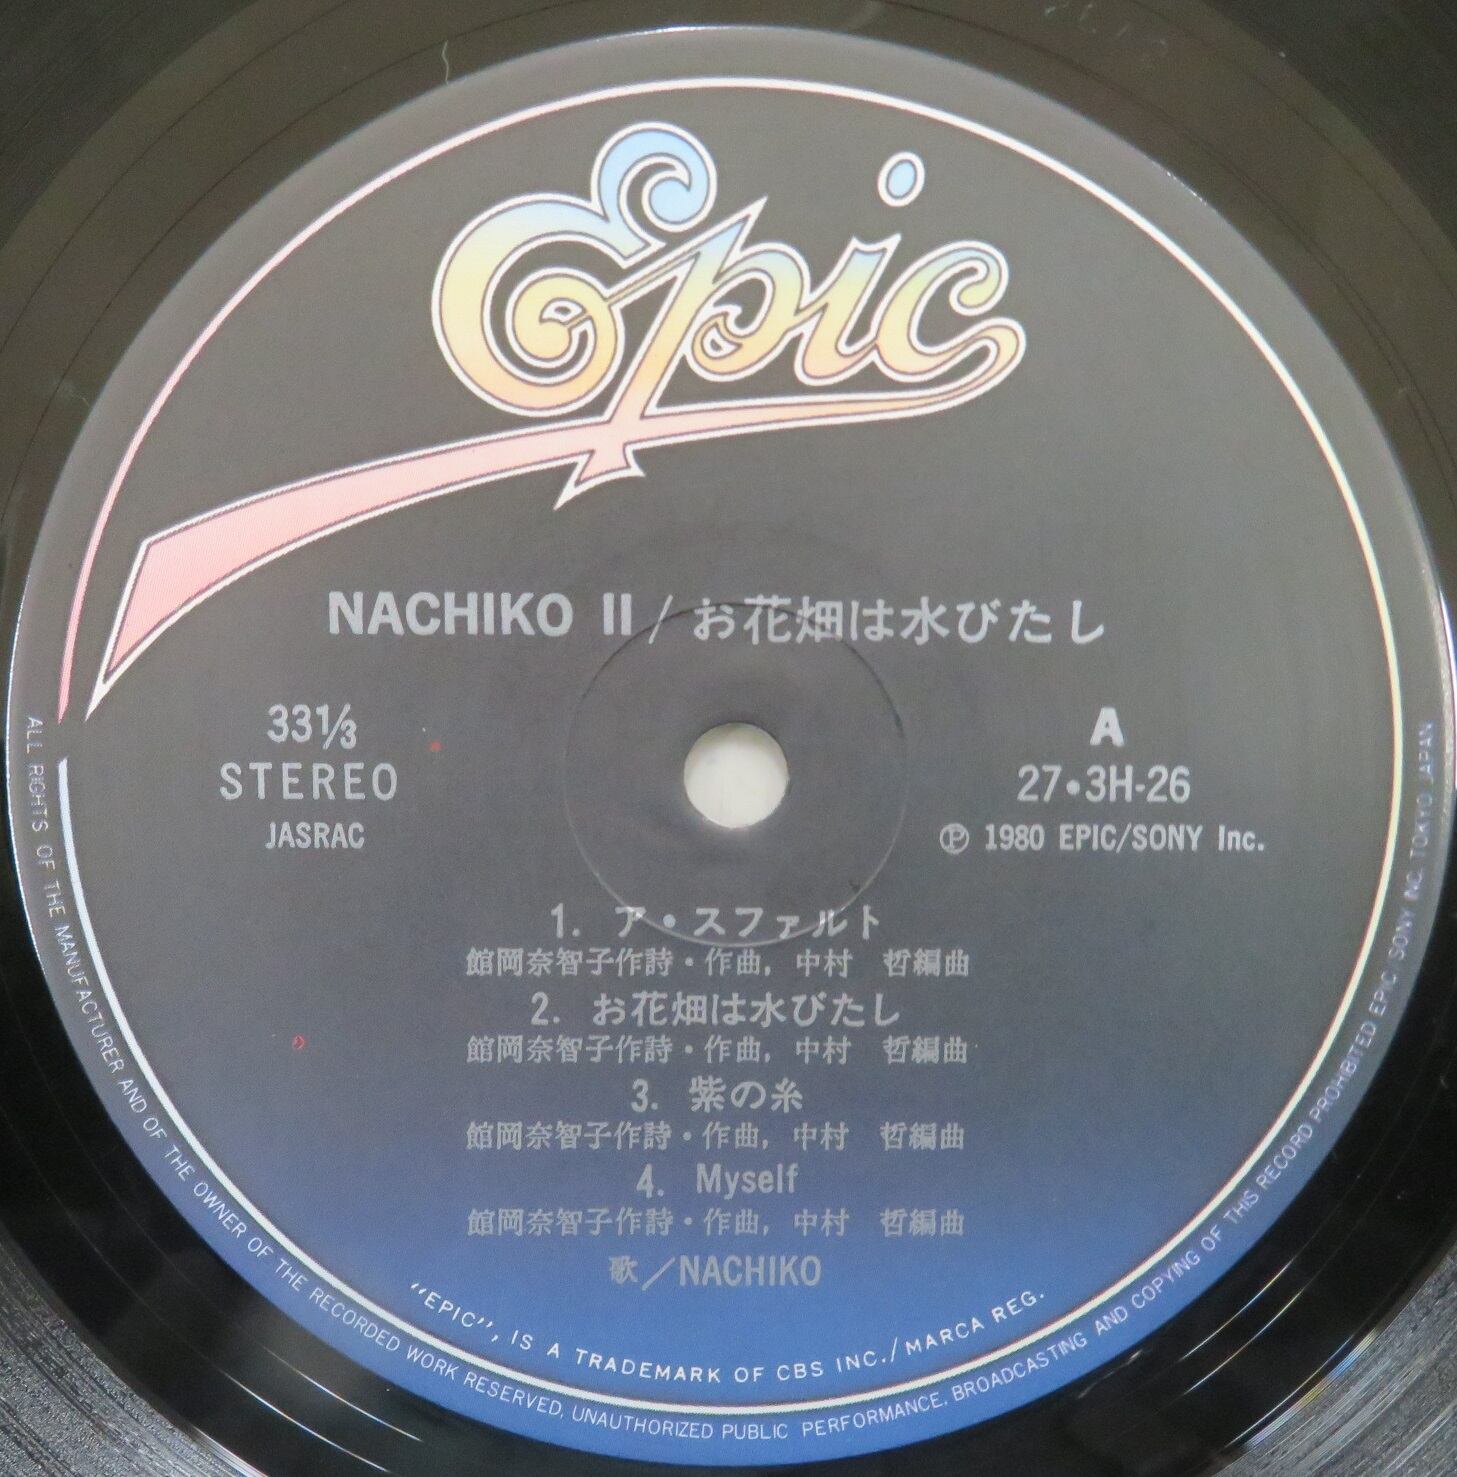 Epic
NACHIKO II / お花畑は水びたし
33⅓
STEREO
JASRAC
A
27・3H-26
Ⓟ 1980 EPIC/SONY Inc.
1. ア・スファルト
館岡奈智子作詩・作曲, 中村 哲編曲
2. お花畑は水びたし
館岡奈智子作詩・作曲, 中村 哲編曲
3. 紫の糸
館岡奈智子作詩・作曲, 中村 哲編曲
4. Myself
館岡奈智子作詩・作曲, 中村 哲編曲
歌／NACHIKO
"EPIC", IS A TRADEMARK OF CBS INC./MARCA REG.
ALL RIGHTS OF THE MANUFACTURER AND OF THE OWNER OF THE RECORDED WORK RESERVED, UNAUTHORIZED PUBLIC PERFORMANCE, BROADCASTING AND COPYING OF THIS RECORD PROHIBITED EPIC/SONY INC. TOKYO JAPAN